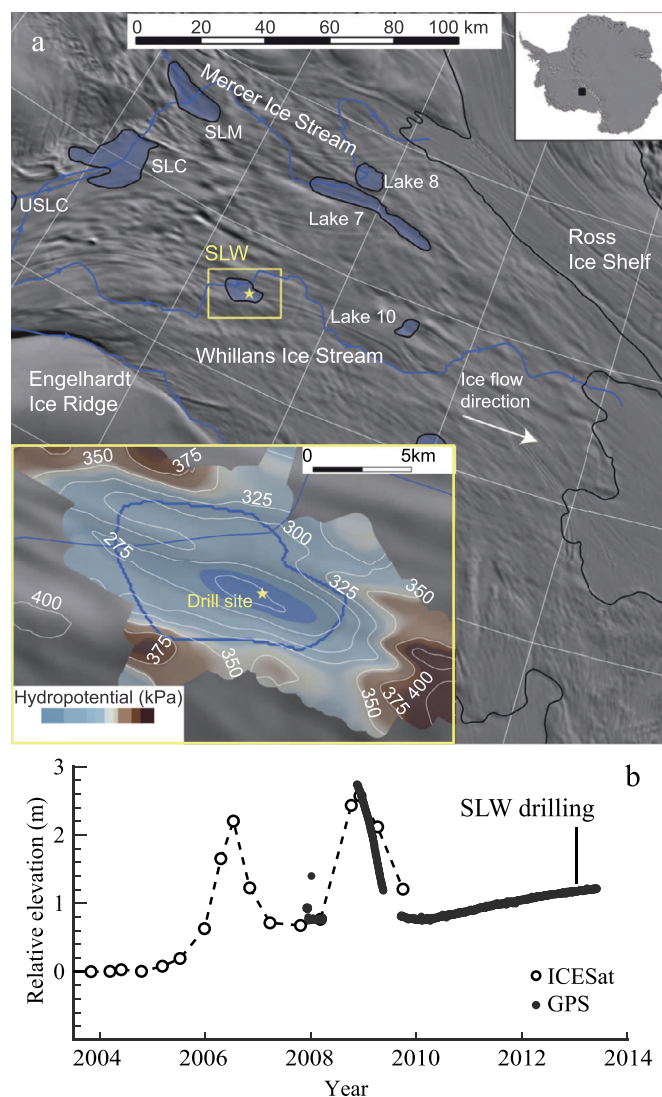 a
0 20 40 60 80 100 km
Mercer Ice Stream
SLM
SLC
USLC
Lake 8
Lake 7
Ross
Ice Shelf
SLW
Lake 10
Whillans Ice Stream
Engelhardt
Ice Ridge
Ice flow
direction
0 5km
350
375
325
300
275
325
350
400
Drill site
375
350
350
375
400
Hydropotential (kPa)
b
3
2
1
0
Relative elevation (m)
SLW drilling
ICESat
GPS
2004 2006 2008 2010 2012 2014
Year